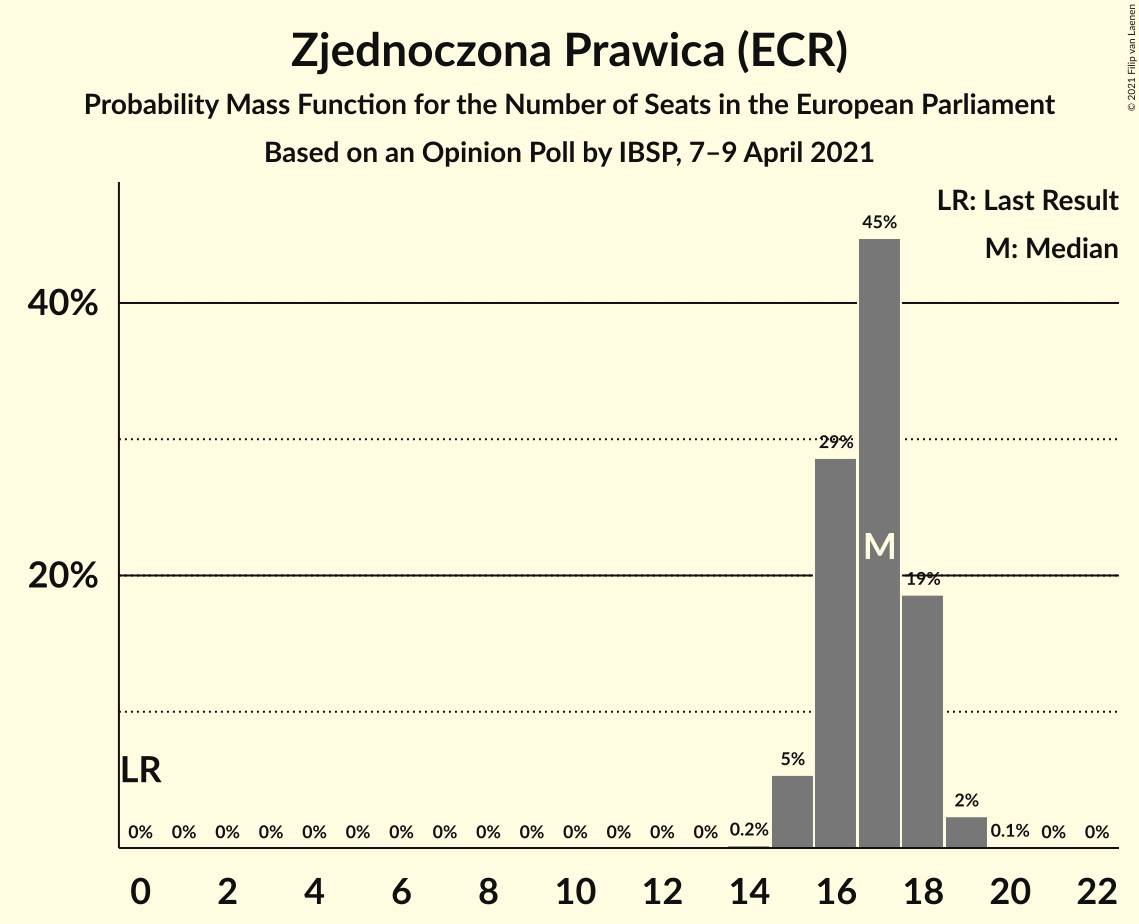 Zjednoczona Prawica (ECR)
Probability Mass Function for the Number of Seats in the European Parliament
Based on an Opinion Poll by IBSP, 7–9 April 2021
© 2021 Filip van Laenen
LR: Last Result
M: Median
45%
40%
29%
M
20%
19%
LR
5%
2%
0% 0% 0% 0% 0% 0% 0% 0% 0% 0% 0% 0% 0% 0% 0.2% 0.1% 0% 0%
0 2 4 6 8 10 12 14 16 18 20 22